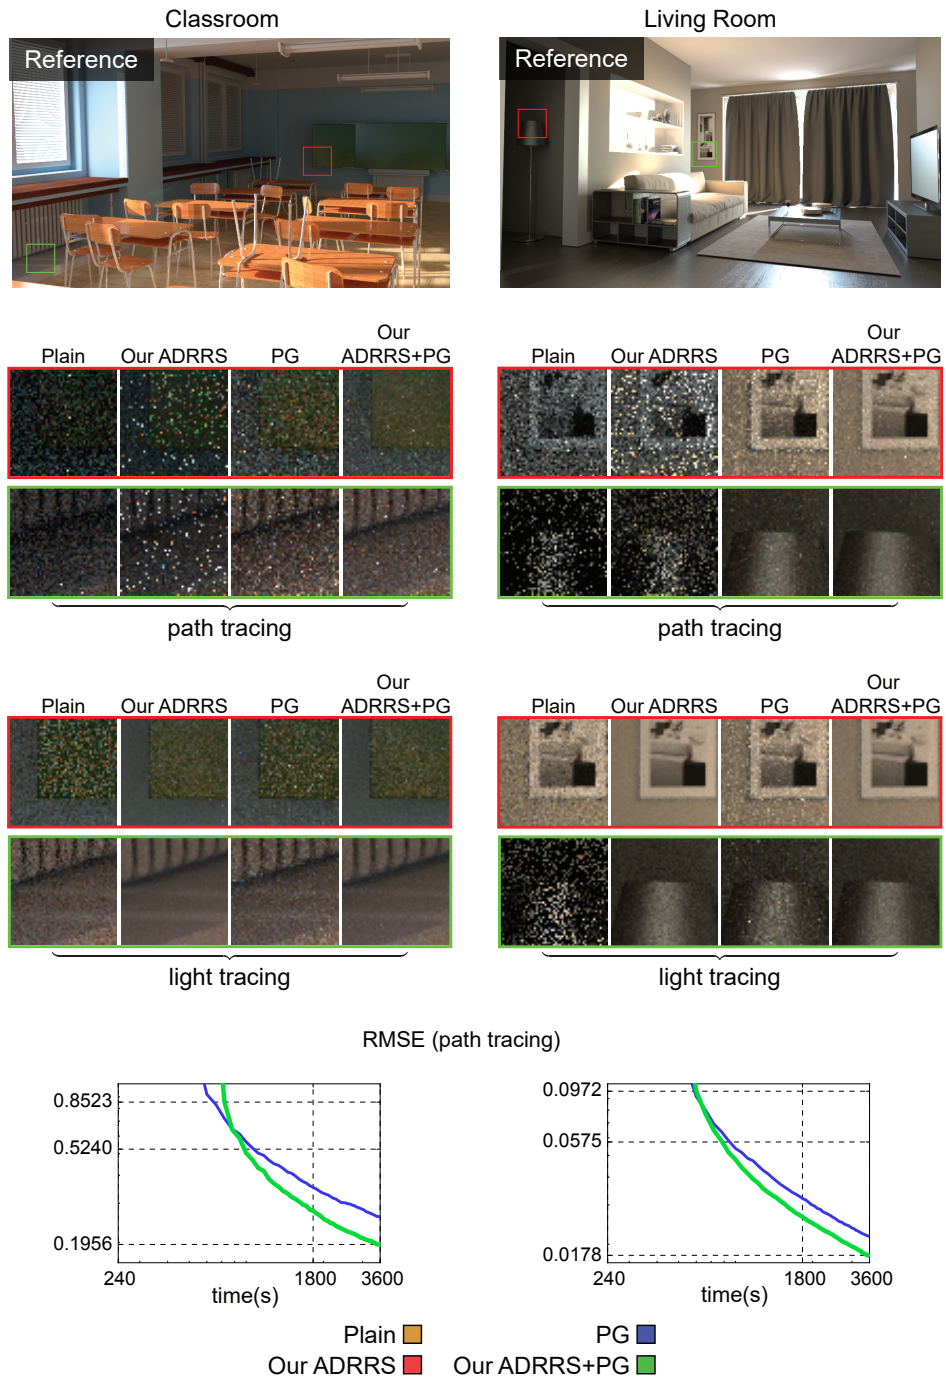 Classroom
Living Room
Reference
Reference
Plain Our ADRRS PG Our ADRRS+PG
Plain Our ADRRS PG Our ADRRS+PG
path tracing
path tracing
Plain Our ADRRS PG Our ADRRS+PG
Plain Our ADRRS PG Our ADRRS+PG
light tracing
light tracing
RMSE (path tracing)
0.8523
0.5240
0.1956
240 1800 3600
time(s)
0.0972
0.0575
0.0178
240 1800 3600
time(s)
Plain
PG
Our ADRRS
Our ADRRS+PG